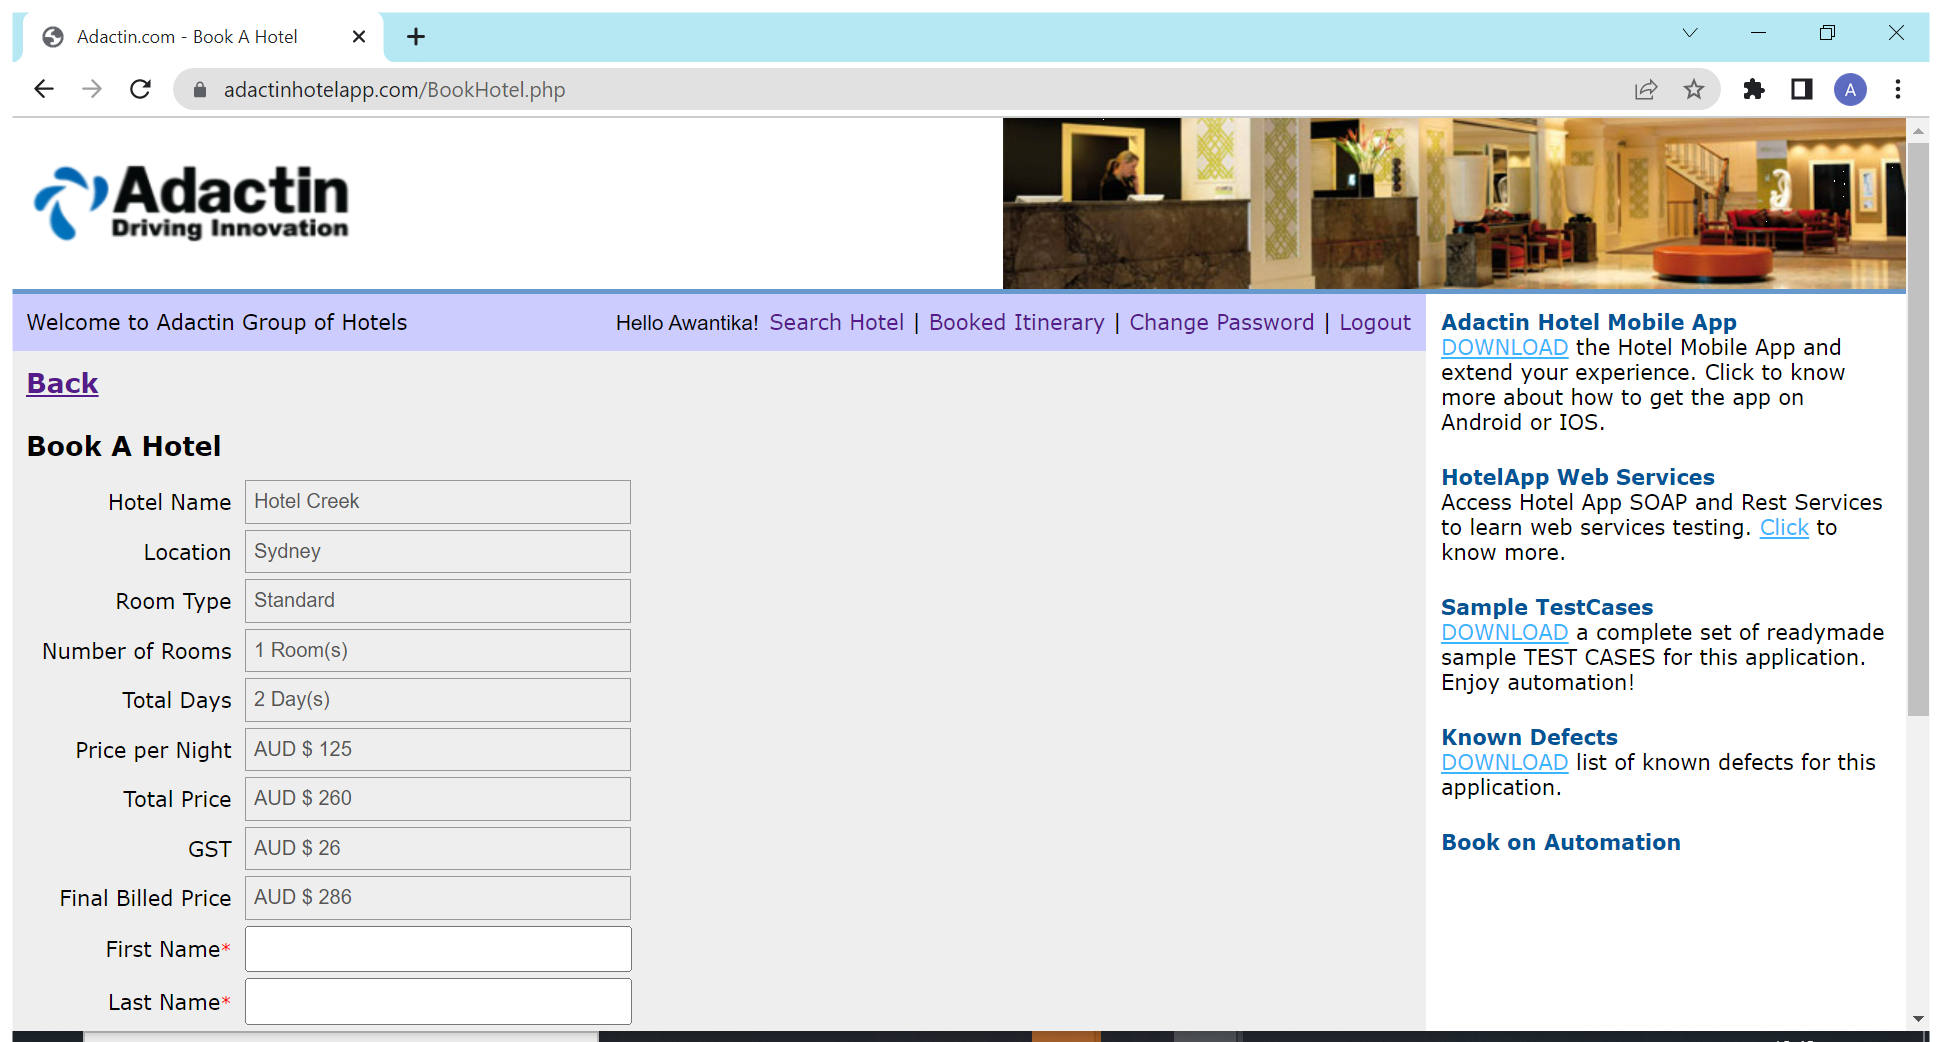 Adactin.com - Book A Hotel
adactinhotelapp.com/BookHotel.php
A
Adactin
Driving Innovation
Welcome to Adactin Group of Hotels
Hello Awantika! Search Hotel | Booked Itinerary | Change Password | Logout
Back
Book A Hotel
Hotel Name Hotel Creek
Location Sydney
Room Type Standard
Number of Rooms 1 Room(s)
Total Days 2 Day(s)
Price per Night AUD $ 125
Total Price AUD $ 260
GST AUD $ 26
Final Billed Price AUD $ 286
First Name*
Last Name*
Adactin Hotel Mobile App
DOWNLOAD the Hotel Mobile App and
extend your experience. Click to know
more about how to get the app on
Android or IOS.
HotelApp Web Services
Access Hotel App SOAP and Rest Services
to learn web services testing. Click to
know more.
Sample TestCases
DOWNLOAD a complete set of readymade
sample TEST CASES for this application.
Enjoy automation!
Known Defects
DOWNLOAD list of known defects for this
application.
Book on Automation